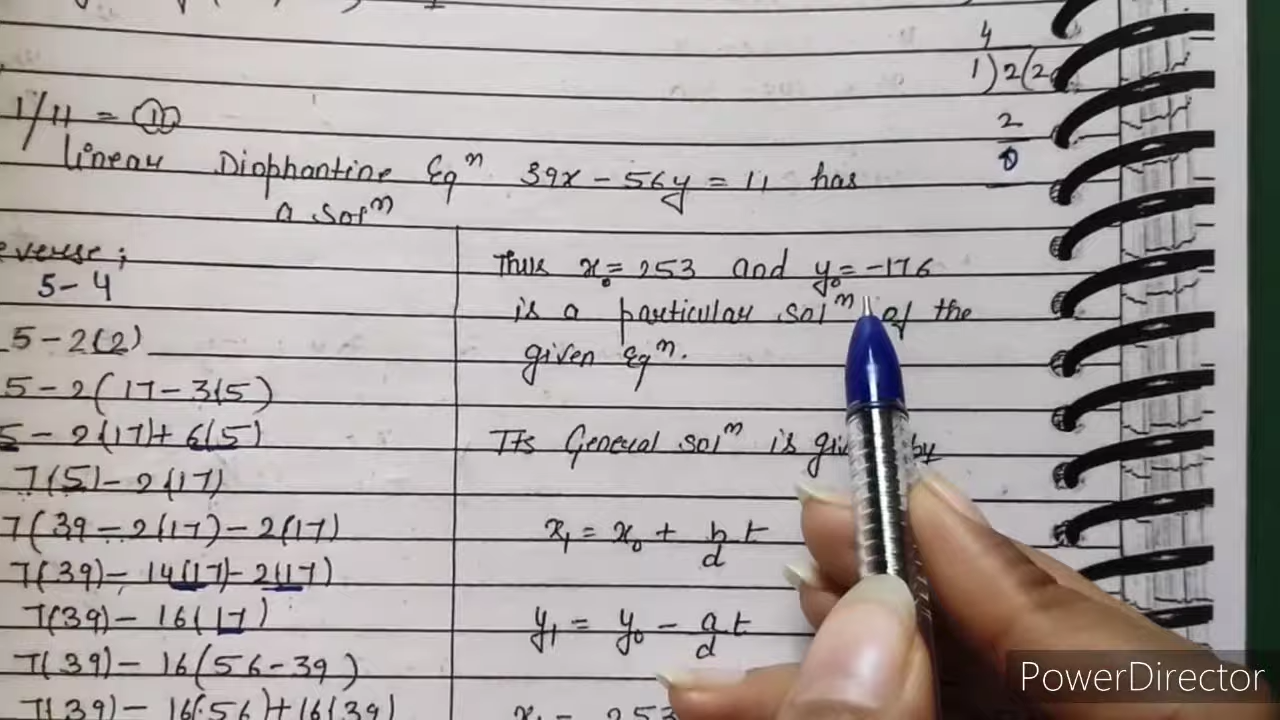 4
1)2(2
2
0
1/11 = 11
linear Diophantine Eqⁿ 39x - 56y = 11 has
a solⁿ
everse;
5-4
5-2(2)
5-2(17-3(5)
5-2(17)+6(5)
7(5)-2(17)
7(39-2(17)-2(17)
7(39)-14(17)-2(17)
7(39)-16(17)
7(39)-16(56-39)
7(39)-16(56)+16(39)
Thus x₀=253 and y₀=-176
is a particular solⁿ of the
given Eqⁿ.
Its General solⁿ is by
x₁ = x₀ + b/d t
y₁ = y₀ - a/d t
x₁ = 253
PowerDirector